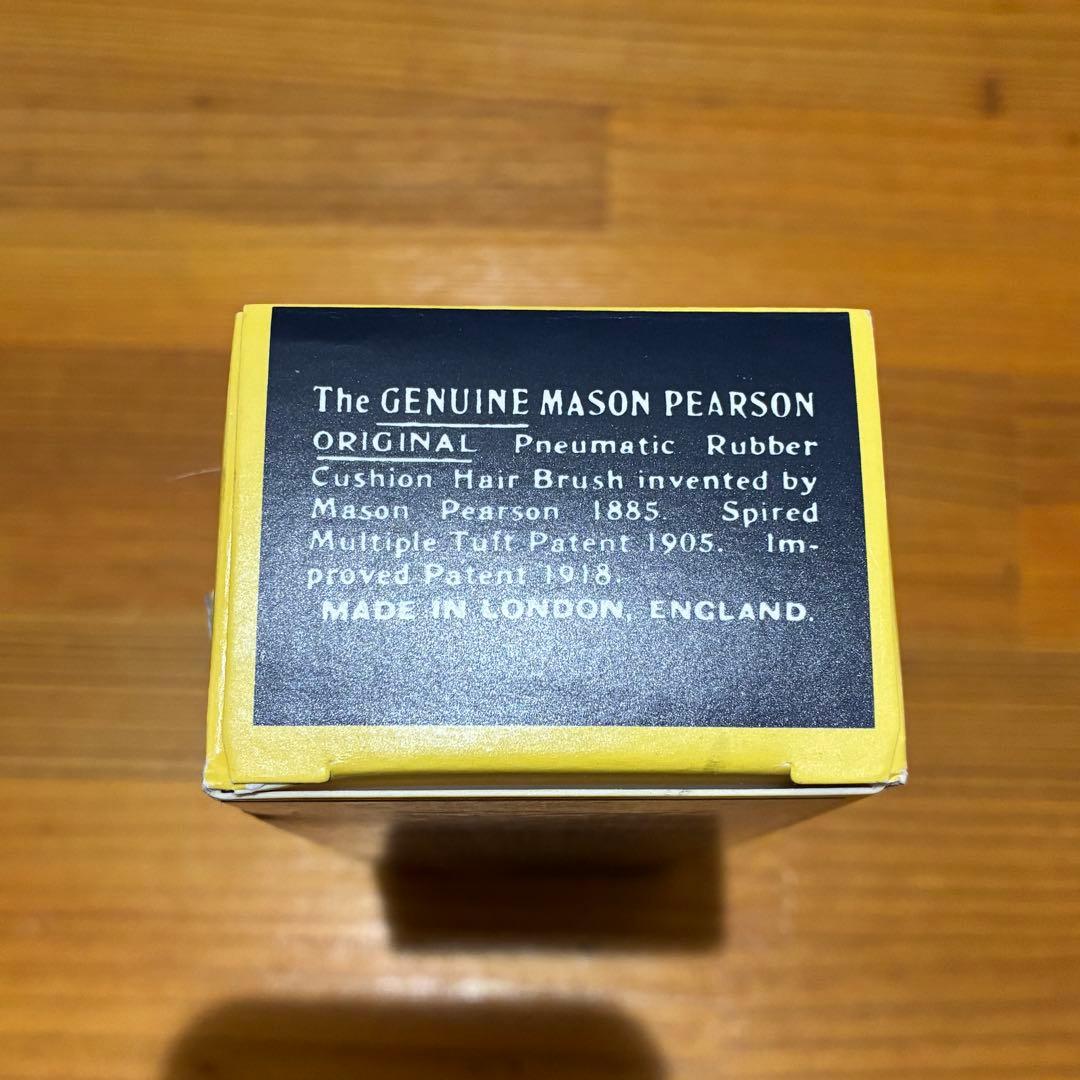 The GENUINE MASON PEARSON
ORIGINAL Pneumatic Rubber
Cushion Hair Brush invented by
Mason Pearson 1885. Spired
Multiple Tuft Patent 1905. Im-
proved Patent 1918.
MADE IN LONDON, ENGLAND.